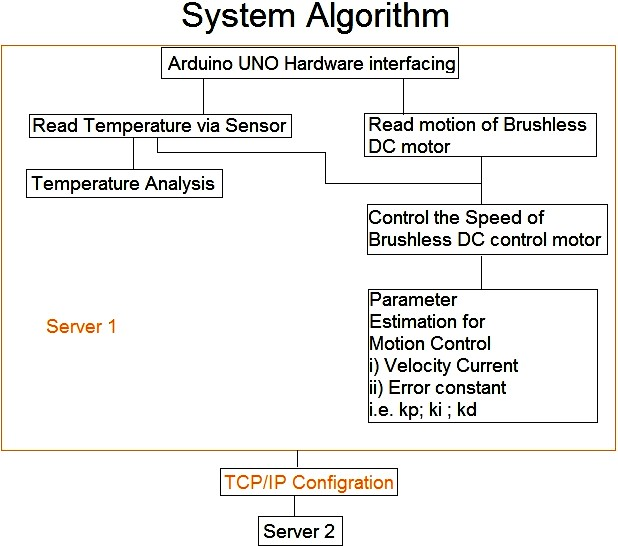 System Algorithm
Arduino UNO Hardware interfacing
Read Temperature via Sensor
Read motion of Brushless
DC motor
Temperature Analysis
Control the Speed of
Brushless DC control motor
Parameter
Estimation for
Motion Control
i) Velocity Current
ii) Error constant
i.e. kp; ki ; kd
Server 1
TCP/IP Configration
Server 2